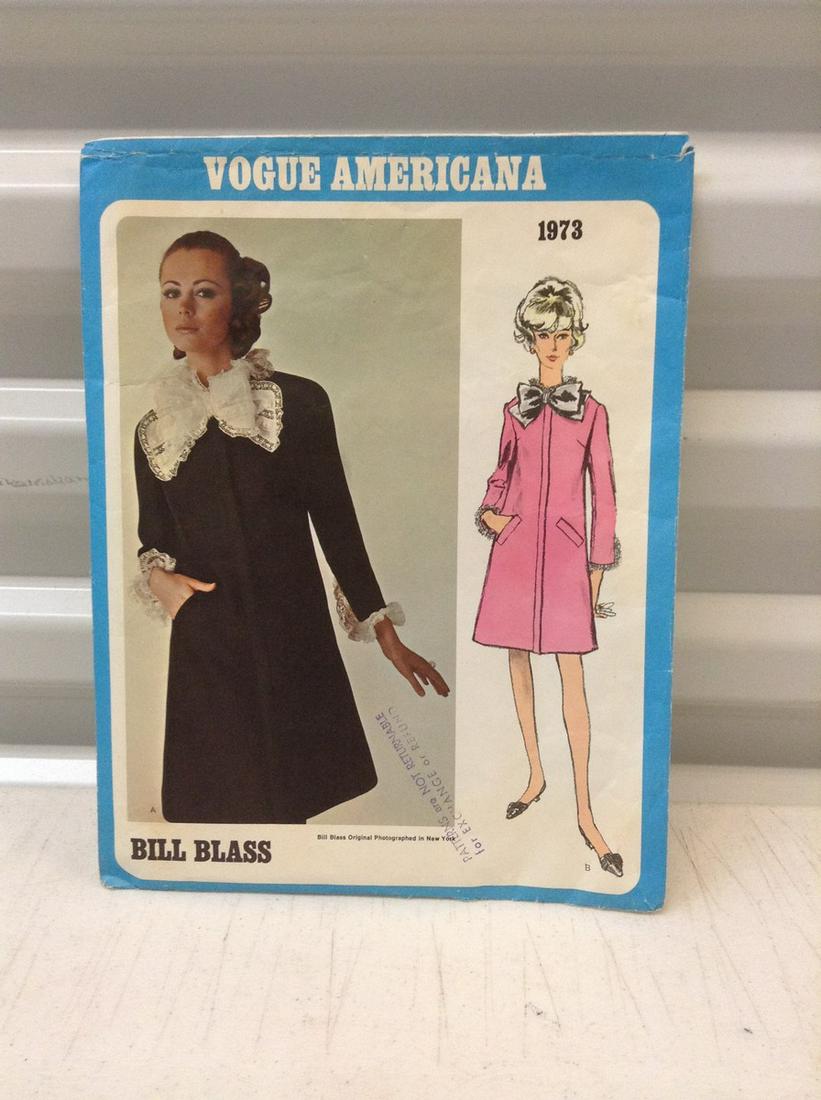 VOGUE AMERICANA
1973
A
PATTERNS are NOT RETURNABLE
for EXCHANGE or REFUND
Bill Blass Original Photographed in New York
BILL BLASS
B